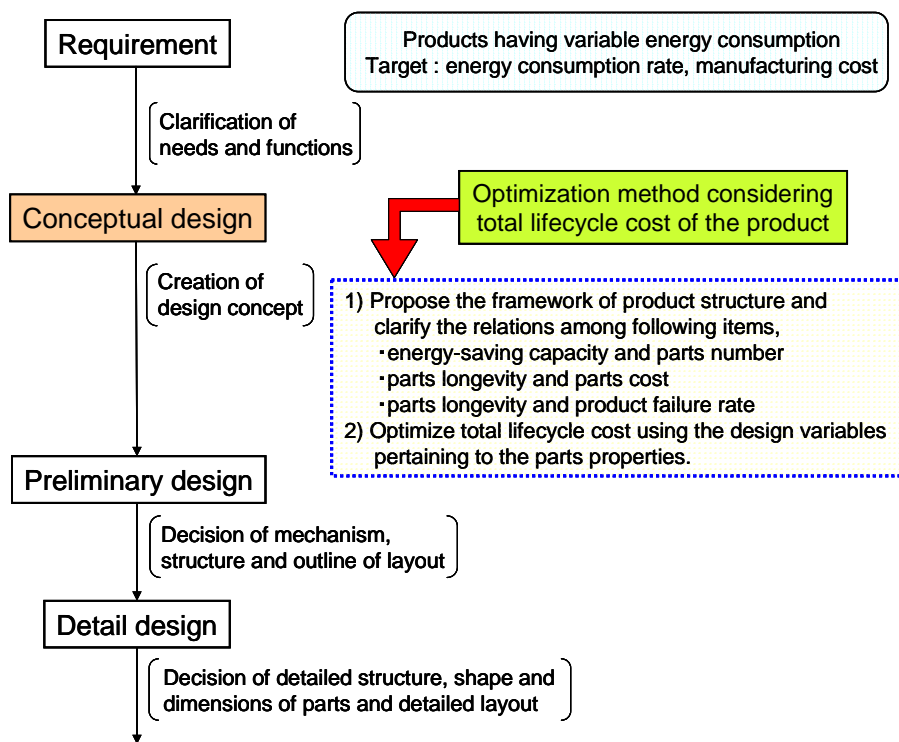 Requirement
Products having variable energy consumption
Target : energy consumption rate, manufacturing cost
Clarification of
needs and functions
Conceptual design
Optimization method considering
total lifecycle cost of the product
Creation of
design concept
1) Propose the framework of product structure and
clarify the relations among following items,
・energy-saving capacity and parts number
・parts longevity and parts cost
・parts longevity and product failure rate
2) Optimize total lifecycle cost using the design variables
pertaining to the parts properties.
Preliminary design
Decision of mechanism,
structure and outline of layout
Detail design
Decision of detailed structure, shape and
dimensions of parts and detailed layout